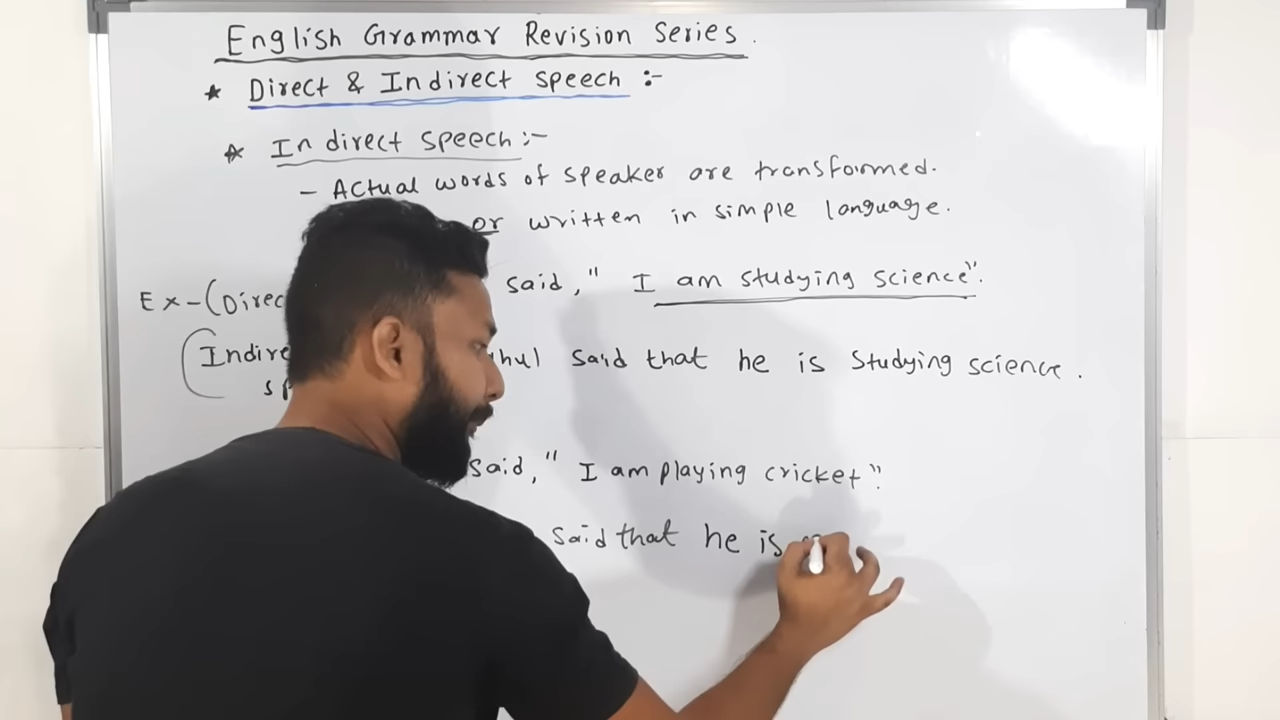 English Grammar Revision Series.
* Direct & Indirect Speech :-
* Indirect Speech :-
- Actual words of speaker are transformed.
or written in simple language.
Ex-(Direc said, " I am studying science".
Indire hul said that he is studying science.
sp
said, " I am playing cricket".
said that he is